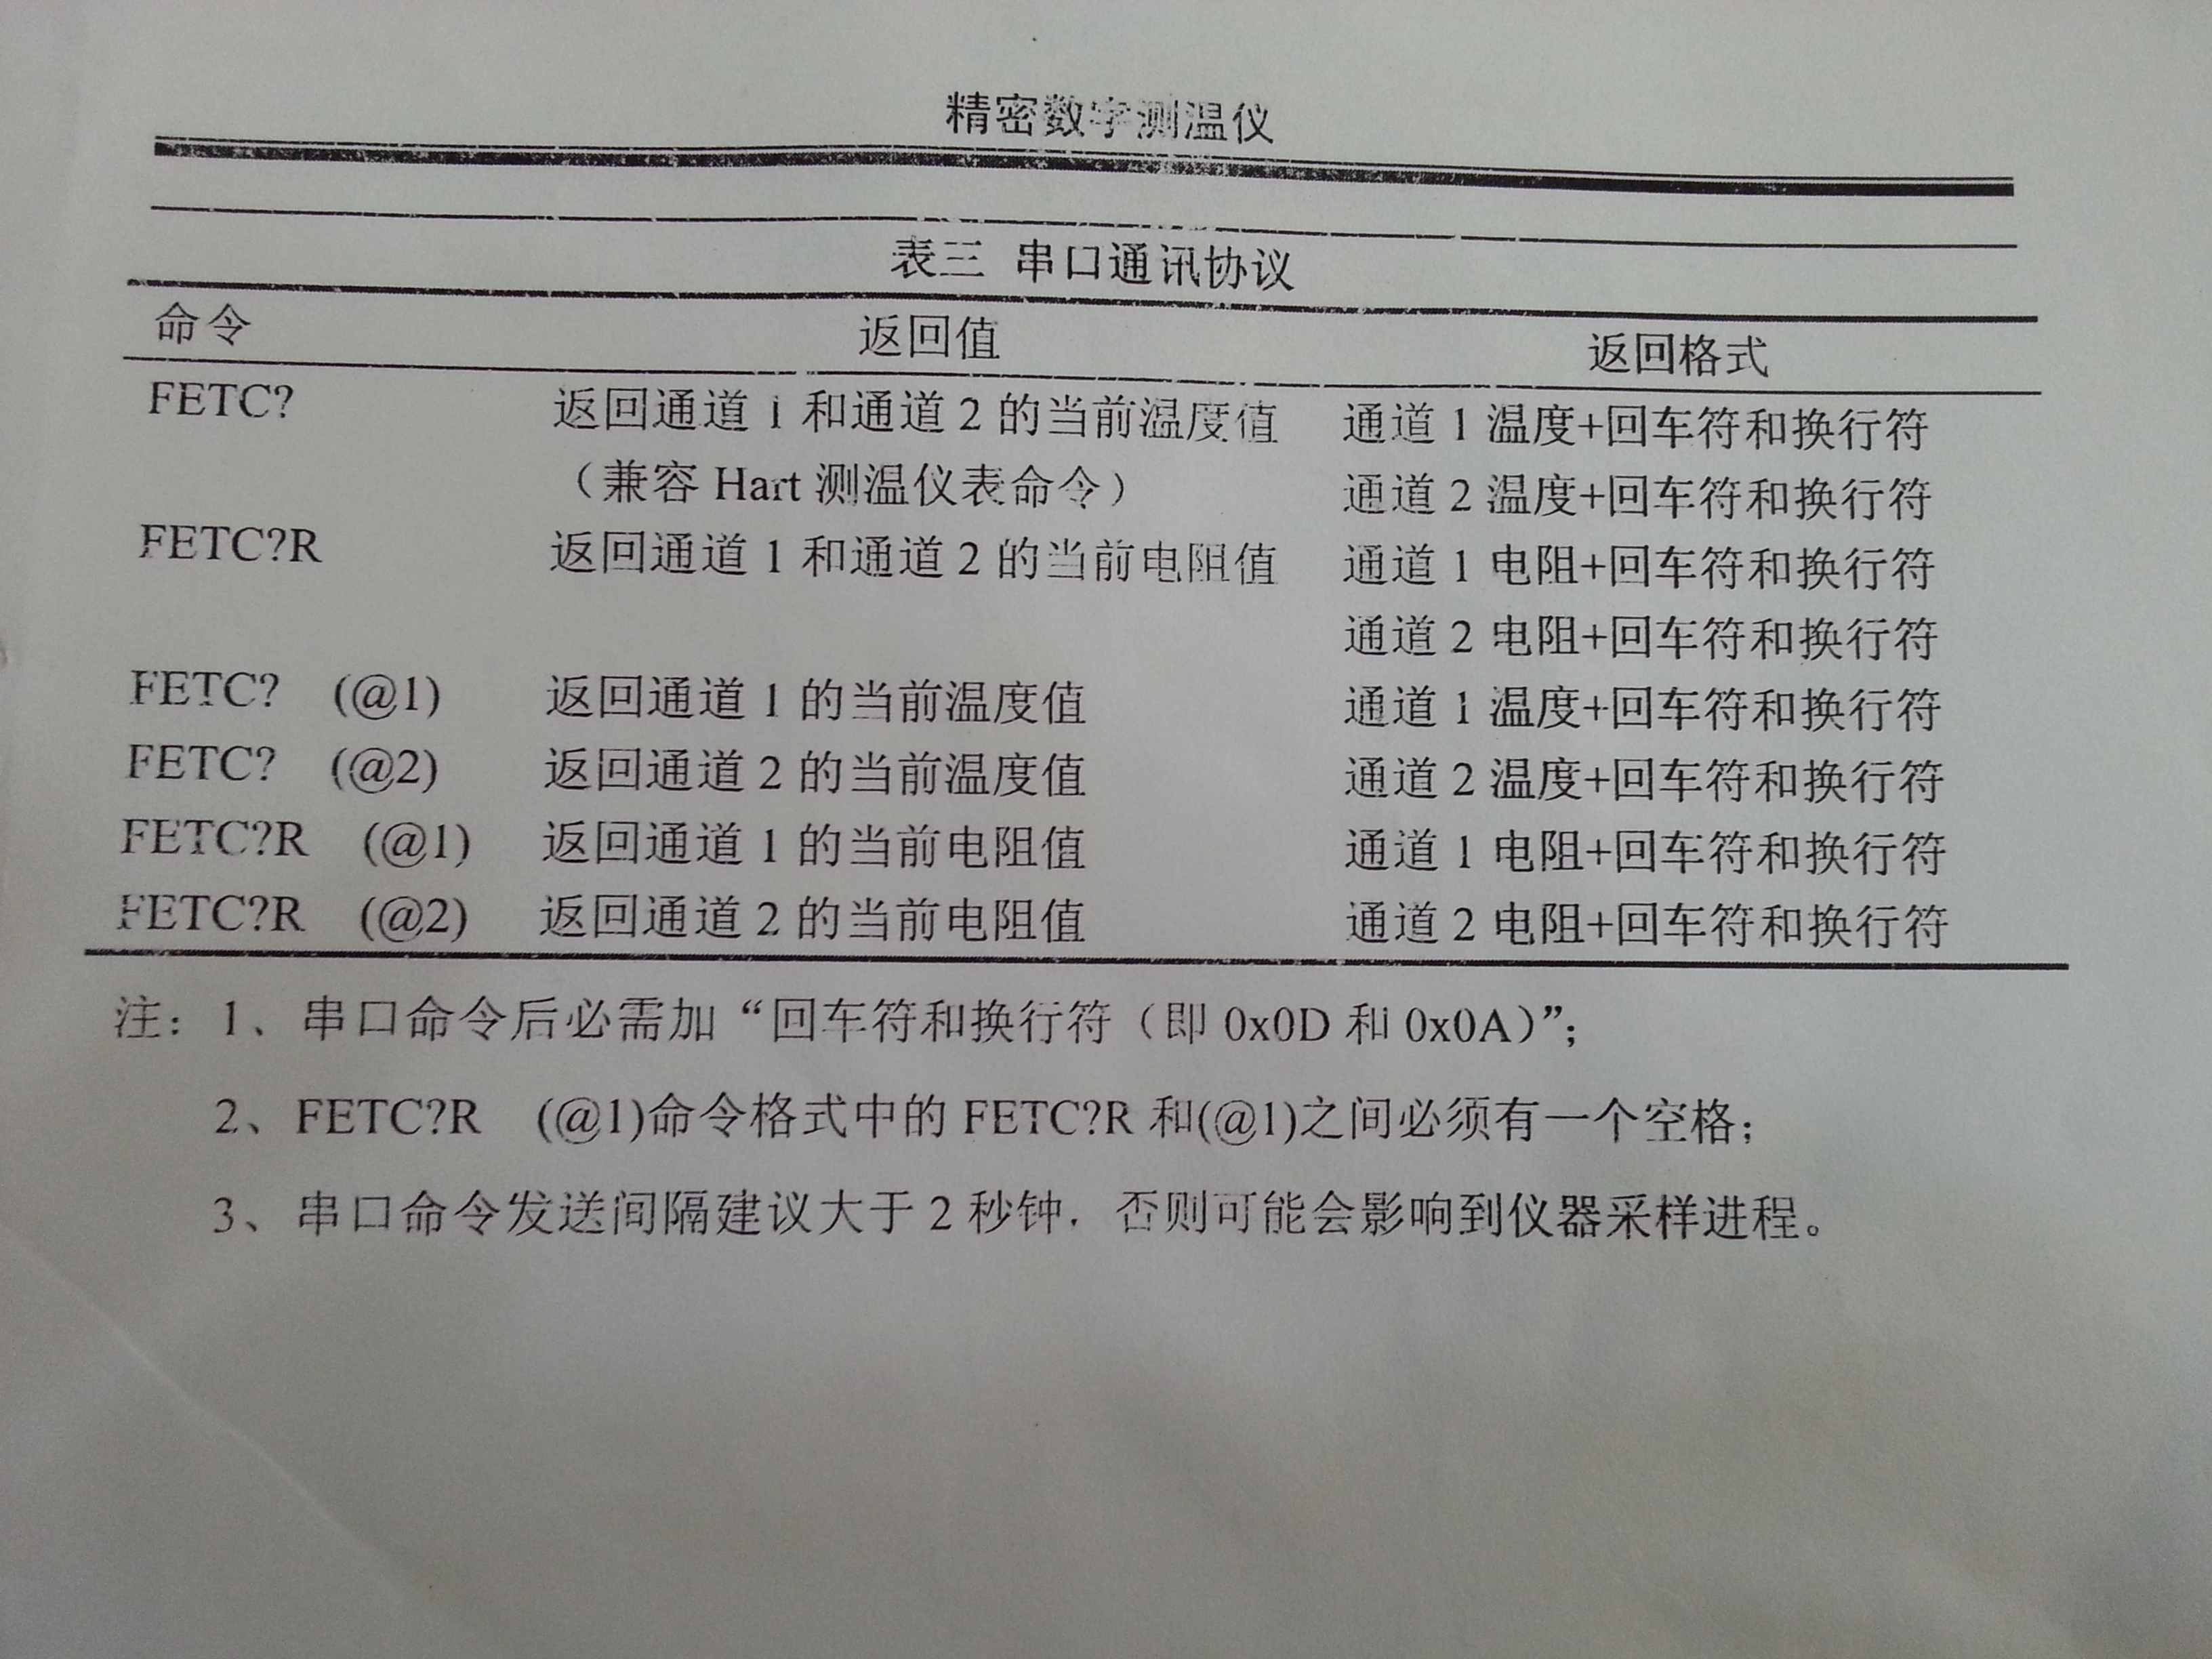 精密数字测温仪
表三 串口通讯协议
命令 返回值 返回格式
FETC? 返回通道 1 和通道 2 的当前温度值 通道 1 温度+回车符和换行符
（兼容 Hart 测温仪表命令） 通道 2 温度+回车符和换行符
FETC?R 返回通道 1 和通道 2 的当前电阻值 通道 1 电阻+回车符和换行符
通道 2 电阻+回车符和换行符
FETC? (@1) 返回通道 1 的当前温度值 通道 1 温度+回车符和换行符
FETC? (@2) 返回通道 2 的当前温度值 通道 2 温度+回车符和换行符
FETC?R (@1) 返回通道 1 的当前电阻值 通道 1 电阻+回车符和换行符
FETC?R (@2) 返回通道 2 的当前电阻值 通道 2 电阻+回车符和换行符
注：1、串口命令后必需加“回车符和换行符（即 0x0D 和 0x0A）”；
2、FETC?R (@1)命令格式中的 FETC?R 和(@1)之间必须有一个空格；
3、串口命令发送间隔建议大于 2 秒钟，否则可能会影响到仪器采样进程。